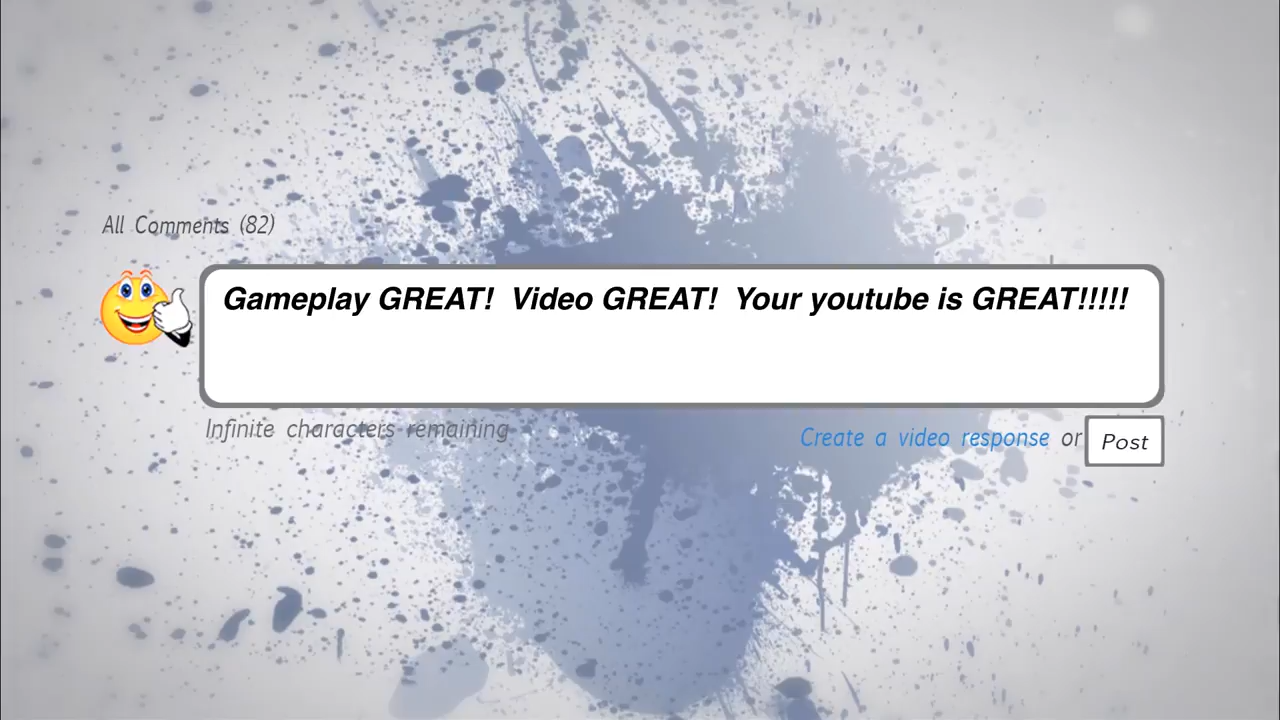 All Comments (82)
Gameplay GREAT!  Video GREAT!  Your youtube is GREAT!!!!!
Infinite characters remaining
Create a video response or Post